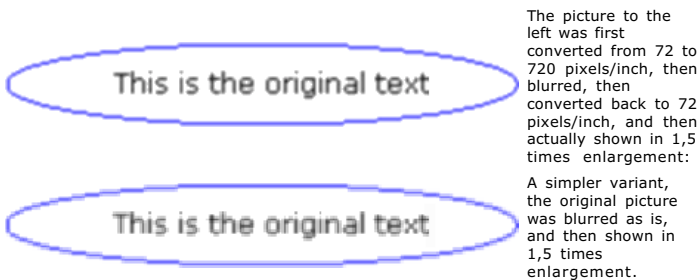 This is the original text
The picture to the
left was first
converted from 72 to
720 pixels/inch, then
blurred, then
converted back to 72
pixels/inch, and then
actually shown in 1,5
times enlargement:
This is the original text
A simpler variant,
the original picture
was blurred as is,
and then shown in
1,5 times
enlargement.